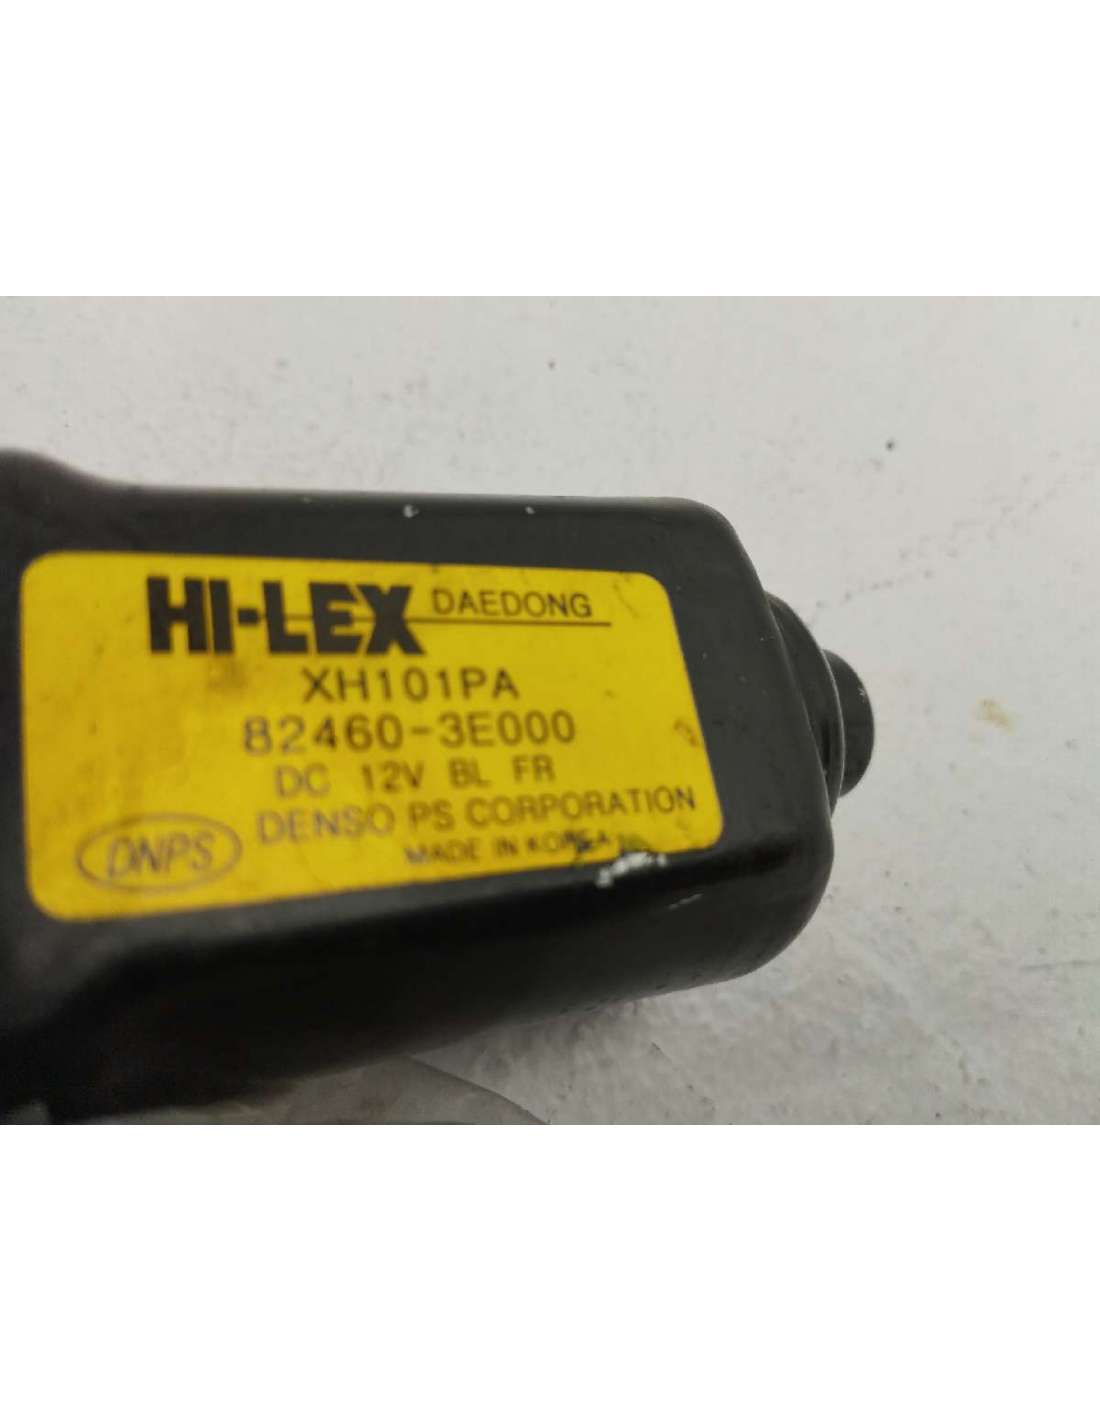 HI-LEX DAEDONG
XH101PA
82460-3E000
DC 12V BL FR
DENSO PS CORPORATION
DNPS
MADE IN KOREA